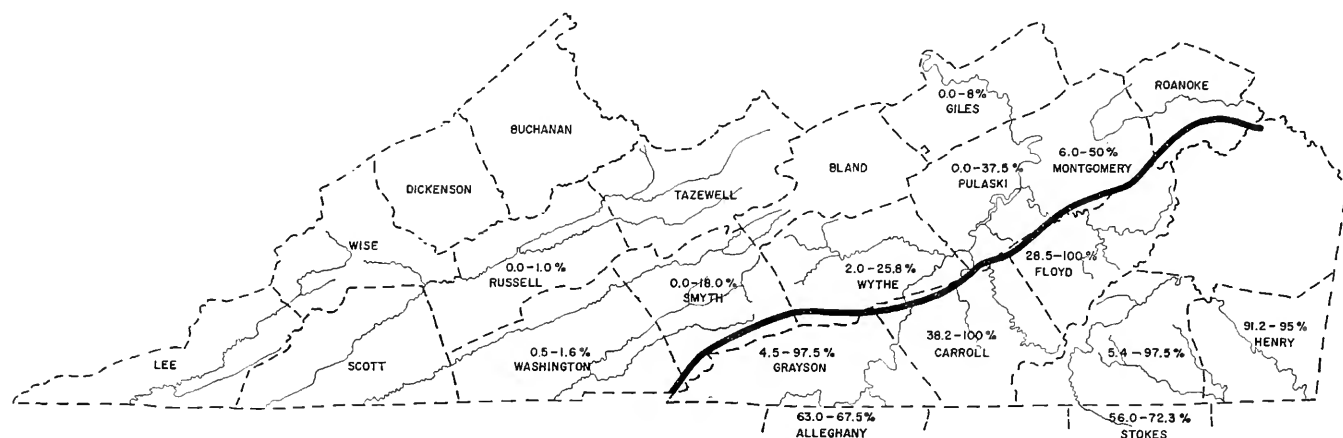 ROANOKE
0.0–8%
GILES
BUCHANAN
6.0–50%
MONTGOMERY
BLAND
0.0–37.5%
PULASKI
DICKENSON
TAZEWELL
WISE
28.5–100%
FLOYD
0.0–1.0%
RUSSELL
2.0–25.8%
WYTHE
0.0–18.0%
SMYTH
91.2–95%
HENRY
38.2–100%
CARROLL
5.4–97.5%
0.5–1.6%
WASHINGTON
4.5–97.5%
GRAYSON
LEE
SCOTT
63.0–67.5%
ALLEGHANY
56.0–72.3%
STOKES